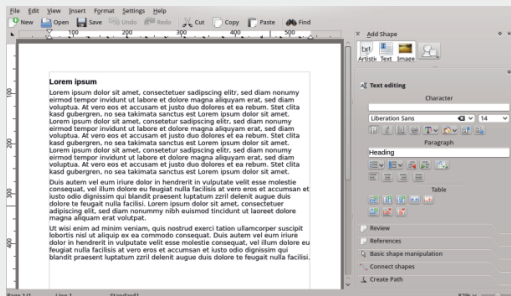 File Edit View Insert Format Settings Help
New Open Save Undo Redo Cut Copy Paste Find
100 200 300 400 500
Lorem ipsum
Lorem ipsum dolor sit amet, consectetuer sadipscing elitr, sed diam nonumy
eirmod tempor invidunt ut labore et dolore magna aliquyam erat, sed diam
voluptua. At vero eos et accusam et justo duo dolores et ea rebum. Stet clita
kasd gubergren, no sea takimata sanctus est Lorem ipsum dolor sit amet.
Lorem ipsum dolor sit amet, consetetur sadipscing elitr, sed diam nonumy
eirmod tempor invidunt ut labore et dolore magna aliquyam erat, sed diam
voluptua. At vero eos et accusam et justo duo dolores et ea rebum. Stet clita
kasd gubergren, no sea takimata sanctus est Lorem ipsum dolor sit amet.
Lorem ipsum dolor sit amet, consetetur sadipscing elitr, sed diam nonumy
eirmod tempor invidunt ut labore et dolore magna aliquyam erat, sed diam
voluptua. At vero eos et accusam et justo duo dolores et ea rebum. Stet clita
kasd gubergren, no sea takimata sanctus est Lorem ipsum dolor sit amet.
Duis autem vel eum iriure dolor in hendrerit in vulputate velit esse molestie
consequat, vel illum dolore eu feugiat nulla facilisis at vero eros et accumsan et
iusto odio dignissim qui blandit praesent luptatum zzril delenit augue duis
dolore te feugait nulla facilisi. Lorem ipsum dolor sit amet, consectetuer
adipiscing elit, sed diam nonummy nibh euismod tincidunt ut laoreet dolore
magna aliquam erat volutpat.
Ut wisi enim ad minim veniam, quis nostrud exerci tation ullamcorper suscipit
lobortis nisl ut aliquip ex ea commodo consequat. Duis autem vel eum iriure
dolor in hendrerit in vulputate velit esse molestie consequat, vel illum dolore eu
feugiat nulla facilisis at vero eros et accumsan et iusto odio dignissim qui
blandit praesent luptatum zzril delenit augue duis dolore te feugait nulla facilisi.
Add Shape
Artistic Text Image
Text editing
Character
Liberation Sans 14
Paragraph
Heading
Table
Review
References
Basic shape manipulation
Connect shapes
Create Path
Page 1/1 Line 1 Standard1